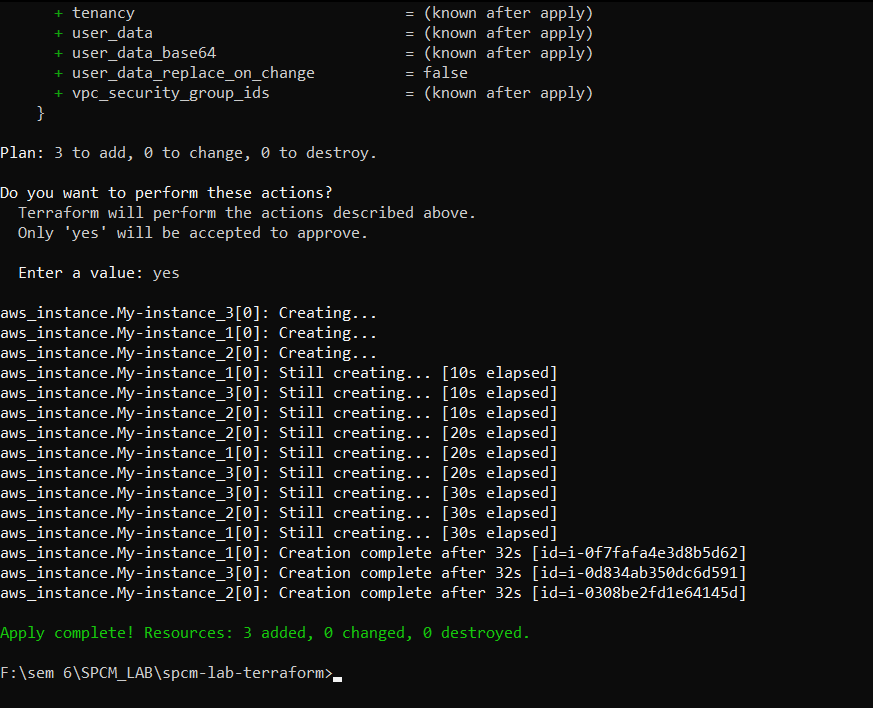 + tenancy = (known after apply)
+ user_data = (known after apply)
+ user_data_base64 = (known after apply)
+ user_data_replace_on_change = false
+ vpc_security_group_ids = (known after apply)
}
Plan: 3 to add, 0 to change, 0 to destroy.
Do you want to perform these actions?
Terraform will perform the actions described above.
Only 'yes' will be accepted to approve.
Enter a value: yes
aws_instance.My-instance_3[0]: Creating...
aws_instance.My-instance_1[0]: Creating...
aws_instance.My-instance_2[0]: Creating...
aws_instance.My-instance_1[0]: Still creating... [10s elapsed]
aws_instance.My-instance_3[0]: Still creating... [10s elapsed]
aws_instance.My-instance_2[0]: Still creating... [10s elapsed]
aws_instance.My-instance_2[0]: Still creating... [20s elapsed]
aws_instance.My-instance_1[0]: Still creating... [20s elapsed]
aws_instance.My-instance_3[0]: Still creating... [20s elapsed]
aws_instance.My-instance_3[0]: Still creating... [30s elapsed]
aws_instance.My-instance_2[0]: Still creating... [30s elapsed]
aws_instance.My-instance_1[0]: Still creating... [30s elapsed]
aws_instance.My-instance_1[0]: Creation complete after 32s [id=i-0f7fafa4e3d8b5d62]
aws_instance.My-instance_3[0]: Creation complete after 32s [id=i-0d834ab350dc6d591]
aws_instance.My-instance_2[0]: Creation complete after 32s [id=i-0308be2fd1e64145d]
Apply complete! Resources: 3 added, 0 changed, 0 destroyed.
F:\sem 6\SPCM_LAB\spcm-lab-terraform>